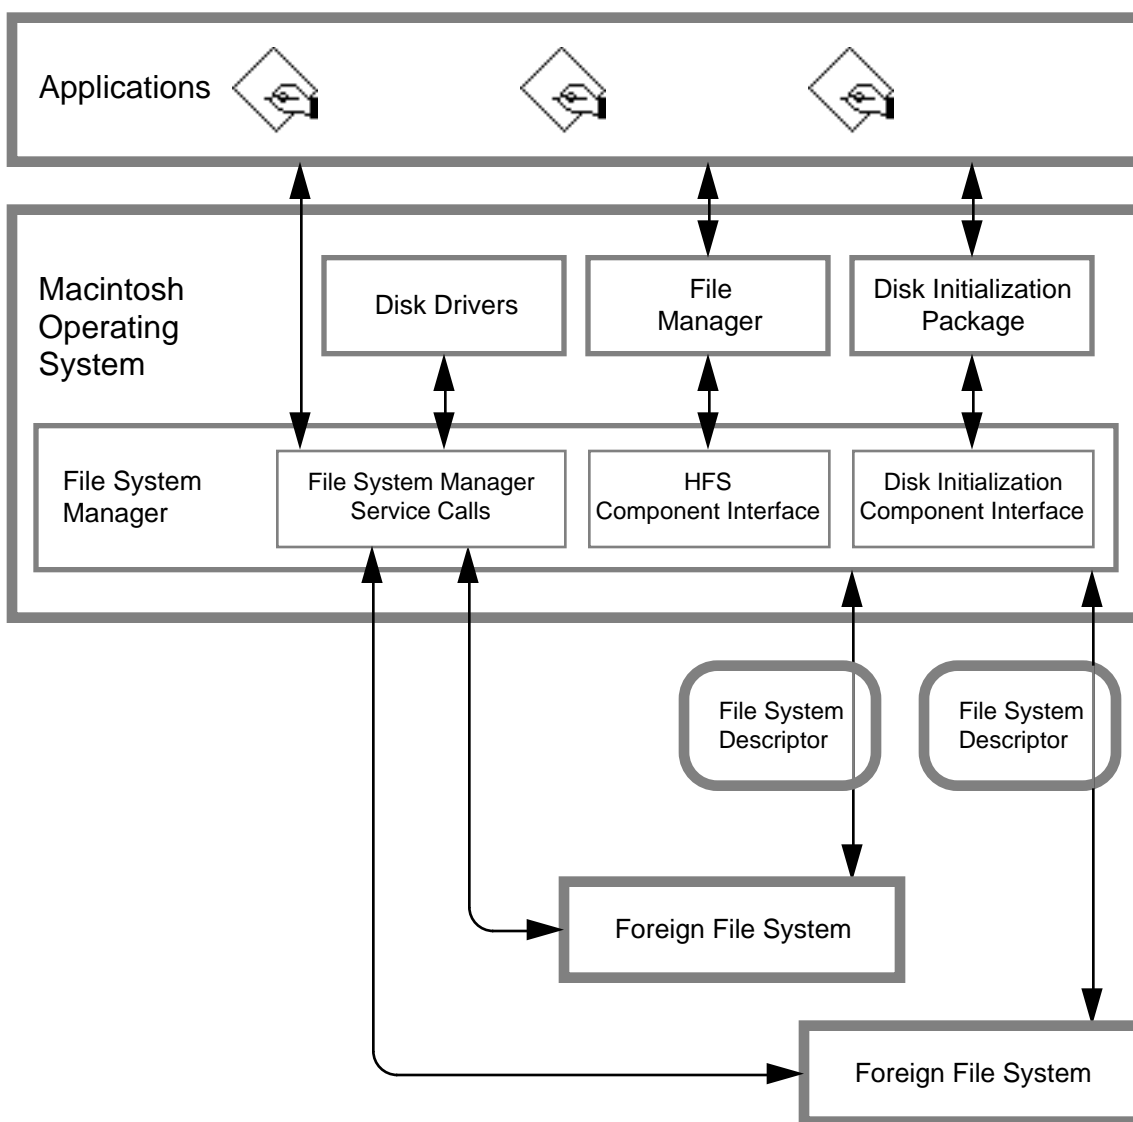 Applications
Macintosh
Operating
System
Disk Drivers
File
Manager
Disk Initialization
Package
File System
Manager
File System Manager
Service Calls
HFS
Component Interface
Disk Initialization
Component Interface
File System
Descriptor
File System
Descriptor
Foreign File System
Foreign File System